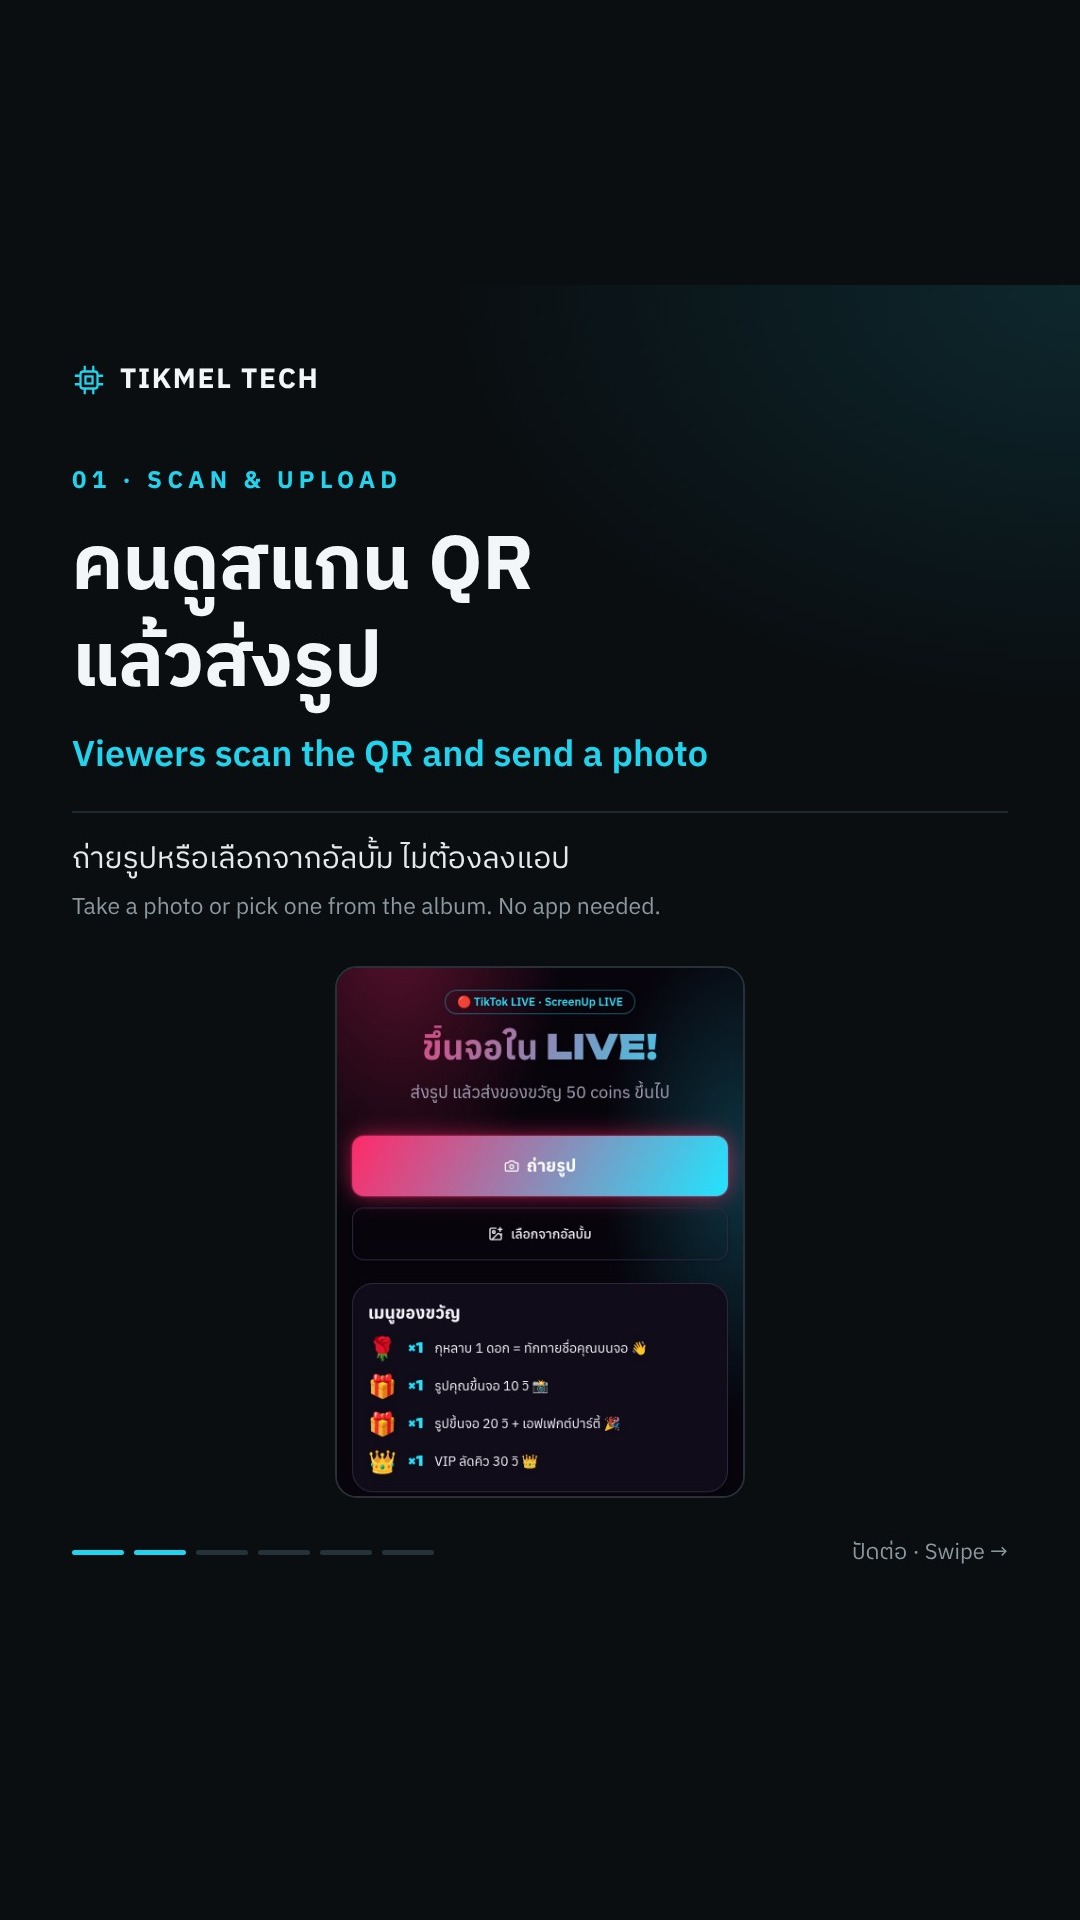 TIKMEL TECH
01 · SCAN & UPLOAD
คนดูสแกน QR
แล้วส่งรูป
Viewers scan the QR and send a photo
ถ่ายรูปหรือเลือกจากอัลบั้ม ไม่ต้องลงแอป
Take a photo or pick one from the album. No app needed.
🔴 TikTok LIVE · ScreenUp LIVE
ขึ้นจอใน LIVE!
ส่งรูป แล้วส่งของขวัญ 50 coins ขึ้นไป
ถ่ายรูป
เลือกจากอัลบั้ม
เมนูของขวัญ
🌹 ×1 กุหลาบ 1 ดอก = ทักทายชื่อคุณบนจอ 👋
🎁 ×1 รูปคุณขึ้นจอ 10 วิ 📸
🎁 ×1 รูปขึ้นจอ 20 วิ + เอฟเฟกต์ปาร์ตี้ 🎉
👑 ×1 VIP ลัดคิว 30 วิ 👑
ปัดต่อ · Swipe →